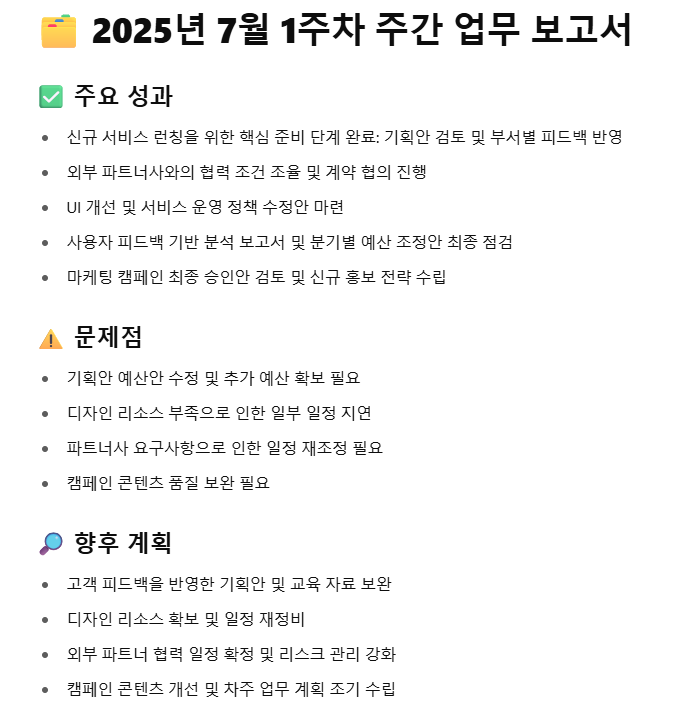 2025년 7월 1주차 주간 업무 보고서
주요 성과
신규 서비스 런칭을 위한 핵심 준비 단계 완료: 기획안 검토 및 부서별 피드백 반영
외부 파트너사와의 협력 조건 조율 및 계약 협의 진행
UI 개선 및 서비스 운영 정책 수정안 마련
사용자 피드백 기반 분석 보고서 및 분기별 예산 조정안 최종 점검
마케팅 캠페인 최종 승인안 검토 및 신규 홍보 전략 수립
문제점
기획안 예산안 수정 및 추가 예산 확보 필요
디자인 리소스 부족으로 인한 일부 일정 지연
파트너사 요구사항으로 인한 일정 재조정 필요
캠페인 콘텐츠 품질 보완 필요
향후 계획
고객 피드백을 반영한 기획안 및 교육 자료 보완
디자인 리소스 확보 및 일정 재정비
외부 파트너 협력 일정 확정 및 리스크 관리 강화
캠페인 콘텐츠 개선 및 차주 업무 계획 조기 수립